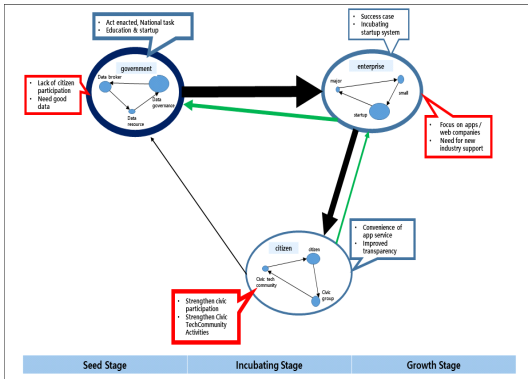 • Act enacted, National task
• Education & startup
• Success case
• Incubating
startup system
government
Data broker
Data
governance
Data
resource
enterprise
major
small
startup
• Lack of citizen
participation
• Need good
data
• Focus on apps /
web companies
• Need for new
industry support
citizen
citizen
Civic tech
community
Civic
group
• Convenience of
app service
• Improved
transparency
• Strengthen civic
participation
• Strengthen Civic
TechCommunity
Activities
Seed Stage
Incubating Stage
Growth Stage